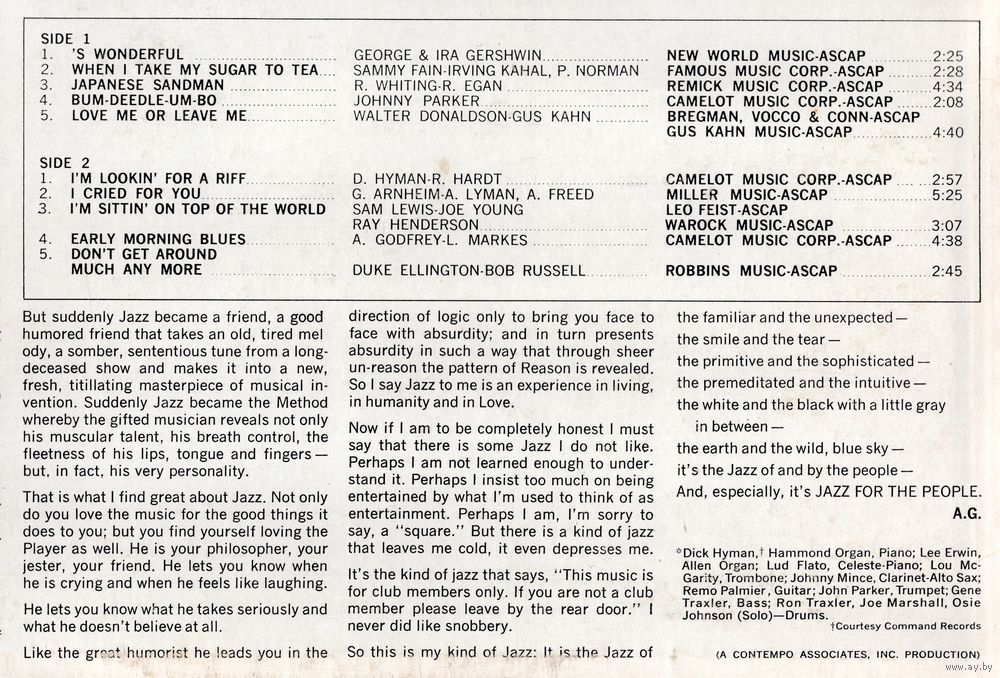 SIDE 1
1. 'S WONDERFUL ........ GEORGE & IRA GERSHWIN........ NEW WORLD MUSIC-ASCAP ........ 2:25
2. WHEN I TAKE MY SUGAR TO TEA.... SAMMY FAIN-IRVING KAHAL, P. NORMAN FAMOUS MUSIC CORP.-ASCAP ........ 2:28
3. JAPANESE SANDMAN ........ R. WHITING-R. EGAN ........ REMICK MUSIC CORP.-ASCAP ........ 4:34
4. BUM-DEEDLE-UM-BO ........ JOHNNY PARKER ........ CAMELOT MUSIC CORP.-ASCAP ........ 2:08
5. LOVE ME OR LEAVE ME........ WALTER DONALDSON-GUS KAHN ........ BREGMAN, VOCCO & CONN-ASCAP
GUS KAHN MUSIC-ASCAP........ 4:40
SIDE 2
1. I'M LOOKIN' FOR A RIFF........ D. HYMAN-R. HARDT ........ CAMELOT MUSIC CORP.-ASCAP ........ 2:57
2. I CRIED FOR YOU........ G. ARNHEIM-A. LYMAN, A. FREED MILLER MUSIC-ASCAP ........ 5:25
3. I'M SITTIN' ON TOP OF THE WORLD SAM LEWIS-JOE YOUNG LEO FEIST-ASCAP
RAY HENDERSON........ WAROCK MUSIC-ASCAP ........ 3:07
4. EARLY MORNING BLUES........ A. GODFREY-L. MARKES ........ CAMELOT MUSIC CORP.-ASCAP ........ 4:38
5. DON'T GET AROUND
MUCH ANY MORE ........ DUKE ELLINGTON-BOB RUSSELL........ ROBBINS MUSIC-ASCAP ........ 2:45
But suddenly Jazz became a friend, a good
humored friend that takes an old, tired mel
ody, a somber, sententious tune from a long-
deceased show and makes it into a new,
fresh, titillating masterpiece of musical in-
vention. Suddenly Jazz became the Method
whereby the gifted musician reveals not only
his muscular talent, his breath control, the
fleetness of his lips, tongue and fingers —
but, in fact, his very personality.
That is what I find great about Jazz. Not only
do you love the music for the good things it
does to you; but you find yourself loving the
Player as well. He is your philosopher, your
jester, your friend. He lets you know when
he is crying and when he feels like laughing.
He lets you know what he takes seriously and
what he doesn't believe at all.
Like the great humorist he leads you in the
direction of logic only to bring you face to
face with absurdity; and in turn presents
absurdity in such a way that through sheer
un-reason the pattern of Reason is revealed.
So I say Jazz to me is an experience in living,
in humanity and in Love.
Now if I am to be completely honest I must
say that there is some Jazz I do not like.
Perhaps I am not learned enough to under-
stand it. Perhaps I insist too much on being
entertained by what I'm used to think of as
entertainment. Perhaps I am, I'm sorry to
say, a "square." But there is a kind of jazz
that leaves me cold, it even depresses me.
It's the kind of jazz that says, "This music is
for club members only. If you are not a club
member please leave by the rear door." I
never did like snobbery.
So this is my kind of Jazz: It is the Jazz of
the familiar and the unexpected —
the smile and the tear —
the primitive and the sophisticated —
the premeditated and the intuitive —
the white and the black with a little gray
in between —
the earth and the wild, blue sky —
it's the Jazz of and by the people —
And, especially, it's JAZZ FOR THE PEOPLE.
A.G.
*Dick Hyman,† Hammond Organ, Piano; Lee Erwin,
Allen Organ; Lud Flato, Celeste-Piano; Lou Mc-
Garity, Trombone; Johnny Mince, Clarinet-Alto Sax;
Remo Palmier, Guitar; John Parker, Trumpet; Gene
Traxler, Bass; Ron Traxler, Joe Marshall, Osie
Johnson (Solo)—Drums.
†Courtesy Command Records
(A CONTEMPO ASSOCIATES, INC. PRODUCTION)
www.ay.by